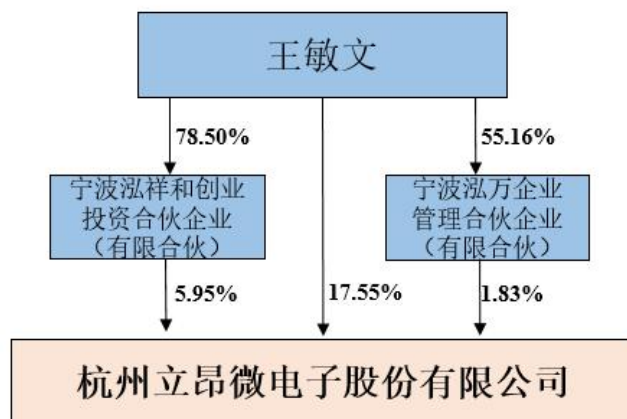 王敏文
78.50%
55.16%
宁波泓祥和创业
投资合伙企业
（有限合伙）
宁波泓万企业
管理合伙企业
（有限合伙）
5.95%
17.55%
1.83%
杭州立昂微电子股份有限公司